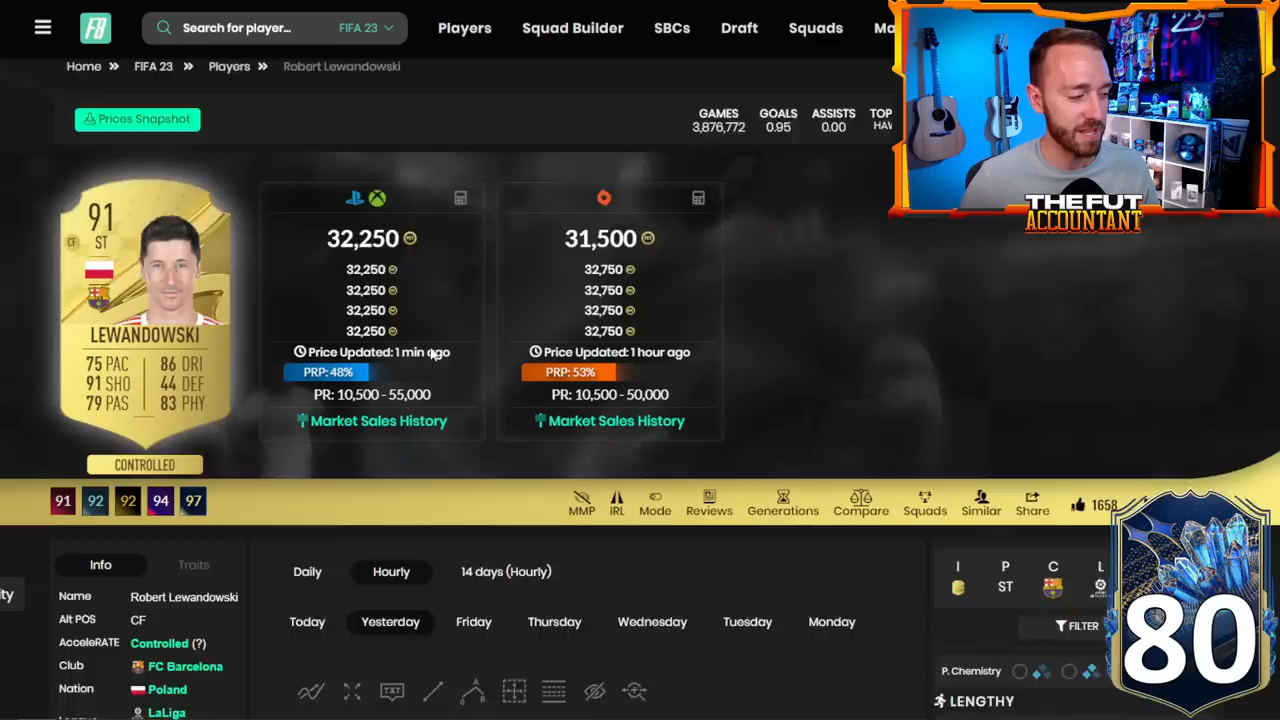 FB
Search for player...
FIFA 23
Players
Squad Builder
SBCs
Draft
Squads
Home
FIFA 23
Players
Robert Lewandowski
Prices Snapshot
GAMES
3,876,772
GOALS
0.95
ASSISTS
0.00
THE FUT
ACCOUNTANT
91
ST
CF
LEWANDOWSKI
75 PAC
86 DRI
91 SHO
44 DEF
79 PAS
83 PHY
CONTROLLED
32,250
32,250
32,250
32,250
32,250
Price Updated: 1 min ago
PRP: 48%
PR: 10,500 - 55,000
Market Sales History
31,500
32,750
32,750
32,750
32,750
Price Updated: 1 hour ago
PRP: 53%
PR: 10,500 - 50,000
Market Sales History
91
92
92
94
97
MMP
IRL
Mode
Reviews
Generations
Compare
Squads
Similar
Share
1658
Info
Traits
Name
Robert Lewandowski
Alt POS
CF
AcceleRATE
Controlled (?)
Club
FC Barcelona
Nation
Poland
LaLiga
Daily
Hourly
14 days (Hourly)
Today
Yesterday
Friday
Thursday
Wednesday
Tuesday
Monday
TXT
I
P
C
L
ST
FILTER
P. Chemistry
LENGTHY
80